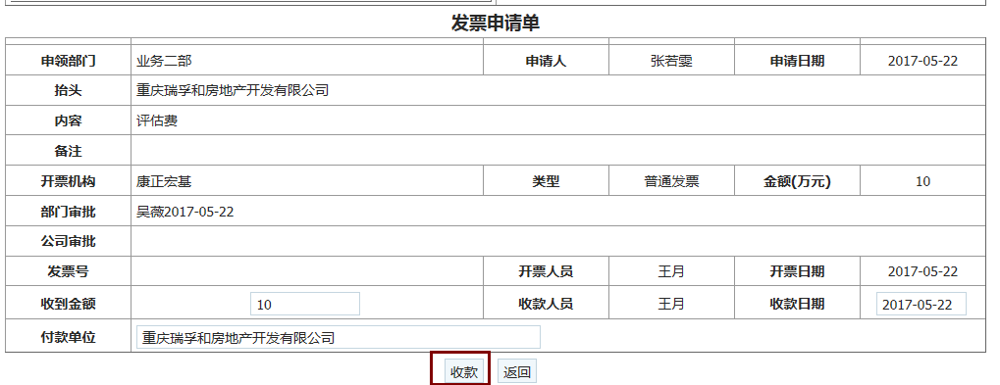 发票申请单
申领部门 业务二部 申请人 张若雯 申请日期 2017-05-22
抬头 重庆瑞孚和房地产开发有限公司
内容 评估费
备注
开票机构 康正宏基 类型 普通发票 金额(万元) 10
部门审批 吴薇2017-05-22
公司审批
发票号 开票人员 王月 开票日期 2017-05-22
收到金额 10 收款人员 王月 收款日期 2017-05-22
付款单位 重庆瑞孚和房地产开发有限公司
收款 返回